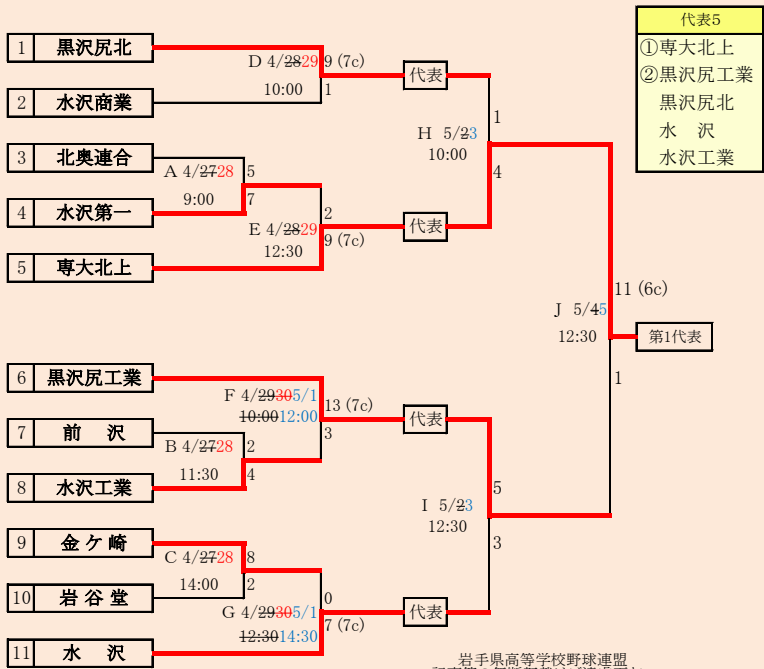 代表5
①専大北上
②黒沢尻工業
黒沢尻北
水　沢
水沢工業
1 黒沢尻北
D 4/2829 9 (7c)
10:00 1
代表
2 水沢商業
1
H 5/23
10:00
4
3 北奥連合
A 4/2728 5
9:00 7
4 水沢第一
2
E 4/2829 9 (7c)
12:30
代表
5 専大北上
11 (6c)
J 5/45
12:30
第1代表
1
6 黒沢尻工業
F 4/29305/1 13 (7c)
10:0012:00 3
代表
7 前　沢
B 4/2728 2
11:30 4
8 水沢工業
5
I 5/23
12:30
3
9 金ケ崎
C 4/2728 8
14:00 2
10 岩谷堂
0
G 4/29305/1 7 (7c)
12:3014:30
代表
11 水　沢
岩手県高等学校野球連盟